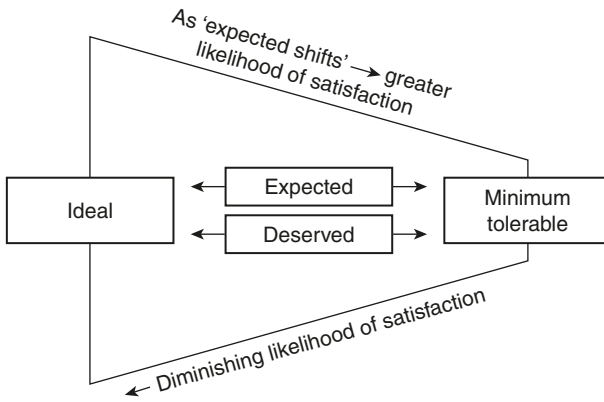 As ‘expected shifts’ → greater
likelihood of satisfaction
Ideal
Expected
Deserved
Minimum
tolerable
← Diminishing likelihood of satisfaction